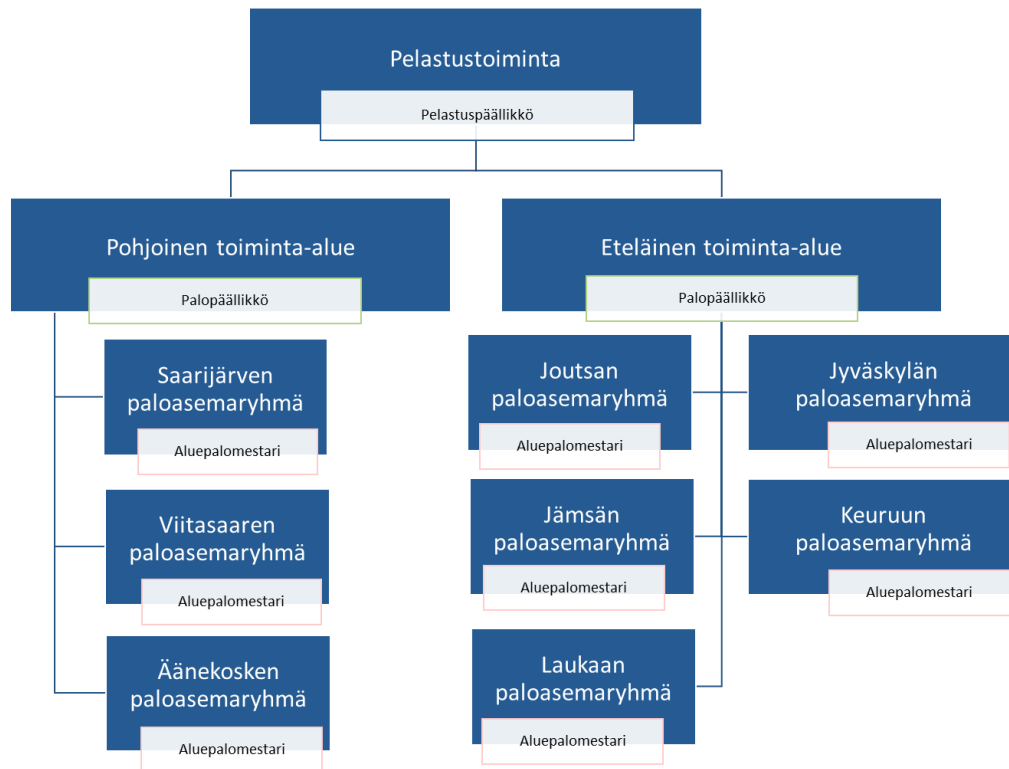 Pelastustoiminta
Pelastuspäällikkö
Pohjoinen toiminta-alue
Palopäällikkö
Saarijärven
paloasemaryhmä
Aluepalomestari
Viitasaaren
paloasemaryhmä
Aluepalomestari
Äänekosken
paloasemaryhmä
Aluepalomestari
Eteläinen toiminta-alue
Palopäällikkö
Joutsan
paloasemaryhmä
Aluepalomestari
Jyväskylän
paloasemaryhmä
Aluepalomestari
Jämsän
paloasemaryhmä
Aluepalomestari
Keuruun
paloasemaryhmä
Aluepalomestari
Laukaan
paloasemaryhmä
Aluepalomestari